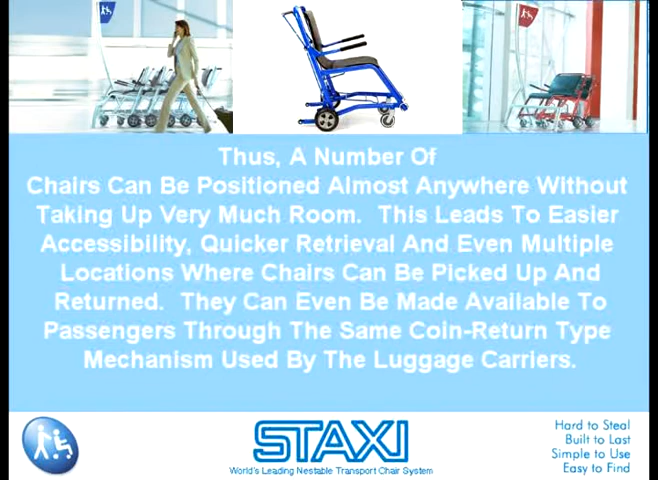 Thus, A Number Of
Chairs Can Be Positioned Almost Anywhere Without
Taking Up Very Much Room. This Leads To Easier
Accessibility, Quicker Retrieval And Even Multiple
Locations Where Chairs Can Be Picked Up And
Returned. They Can Even Be Made Available To
Passengers Through The Same Coin-Return Type
Mechanism Used By The Luggage Carriers.
STAXI
World's Leading Nestable Transport Chair System
Hard to Steal
Built to Last
Simple to Use
Easy to Find